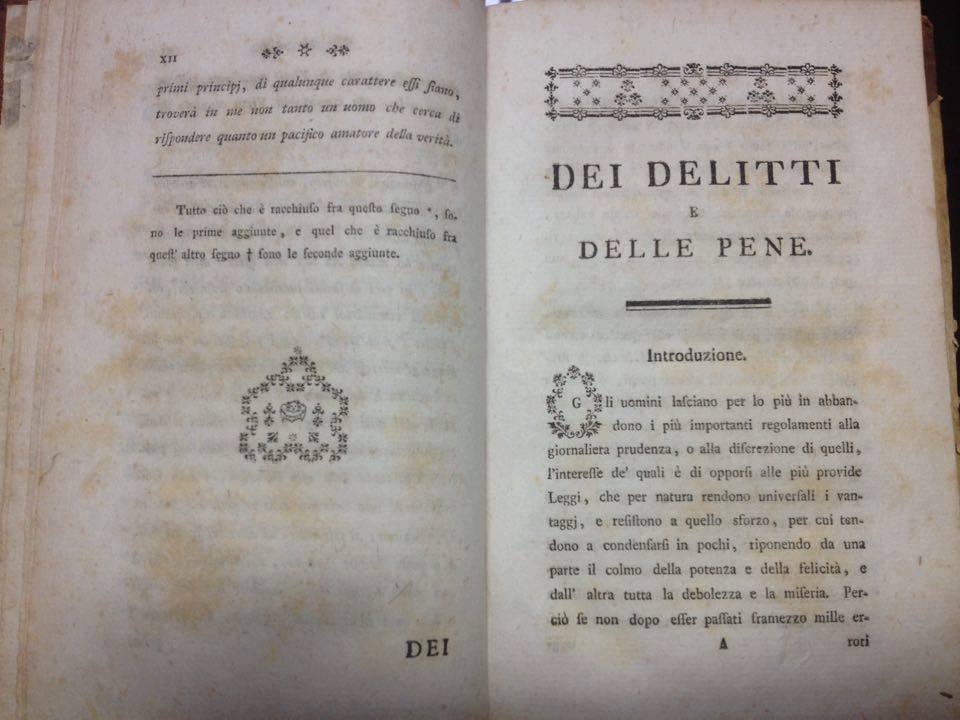 XII
primi principj, di qualunque carattere eſſi ſiano,
troverà in me non tanto un uomo che cerca di
riſpondere quanto un pacifico amatore della verità.
Tutto ciò che è racchiuſo fra queſto ſegno *, ſo-
no le prime aggiunte, e quel che è racchiuſo fra
queſt' altro ſegno † ſono le ſeconde aggiunte.
DEI
DEI DELITTI
E
DELLE PENE.
Introduzione.
Gli uomini laſciano per lo più in abban-
dono i più importanti regolamenti alla
giornaliera prudenza, o alla diſcrezione di quelli,
l'intereſſe de' quali è di opporſi alle più provide
Leggi, che per natura rendono univerſali i van-
taggj, e reſiſtono a quello sforzo, per cui ten-
dono a condenſarſi in pochi, riponendo da una
parte il colmo della potenza e della felicità, e
dall' altra tutta la debolezza e la miſeria. Per-
ciò ſe non dopo eſſer paſſati framezzo mille er-
A
rori